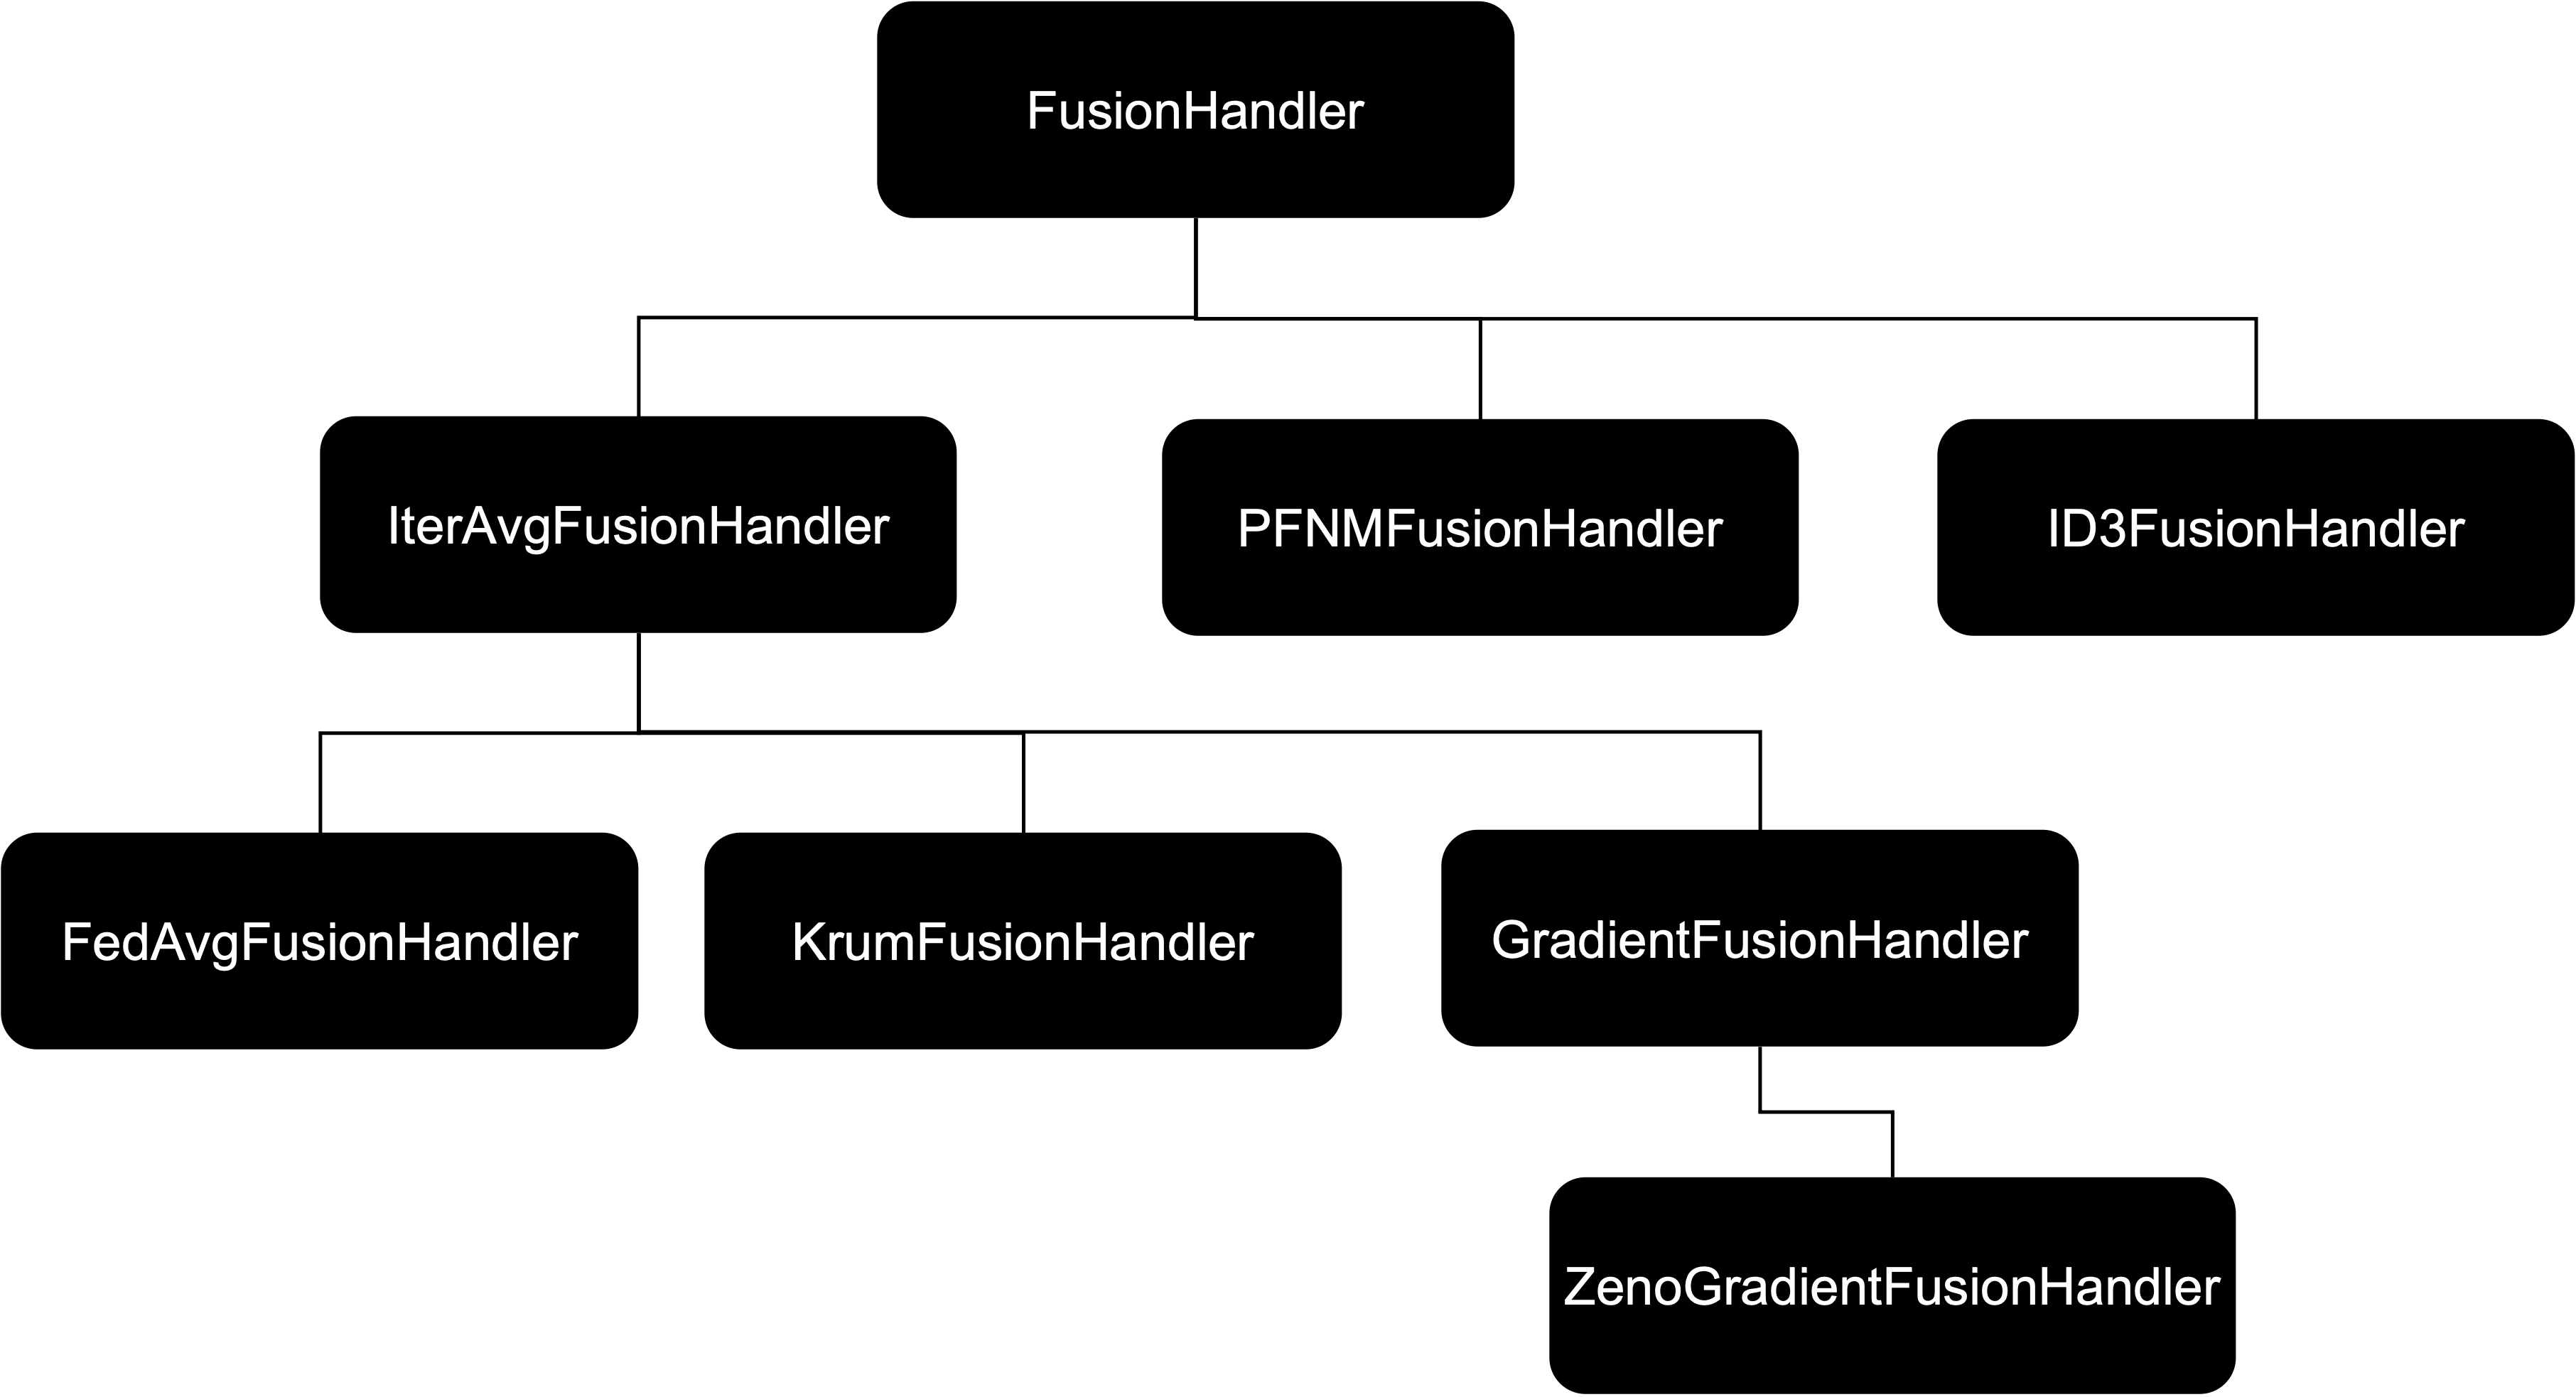 FusionHandler
IterAvgFusionHandler
PFNMFusionHandler
ID3FusionHandler
FedAvgFusionHandler
KrumFusionHandler
GradientFusionHandler
ZenoGradientFusionHandler